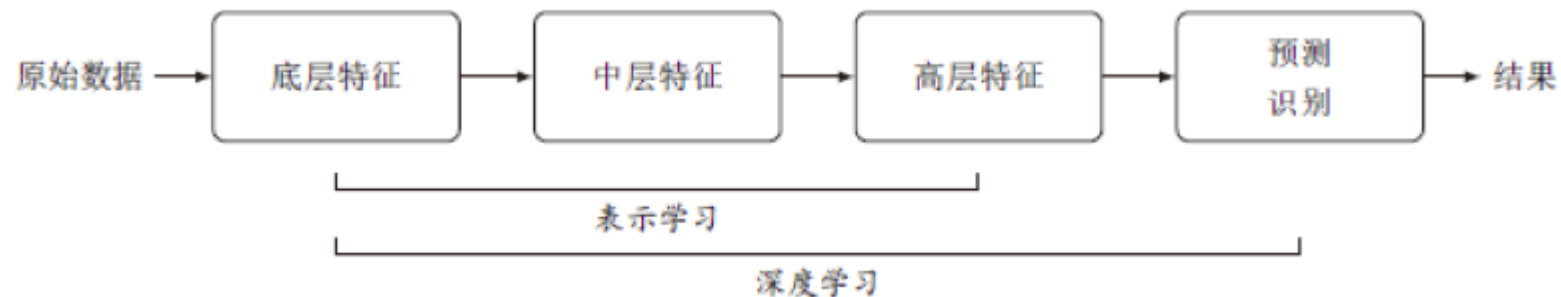 原始数据
底层特征
中层特征
高层特征
预测
识别
结果
表示学习
深度学习